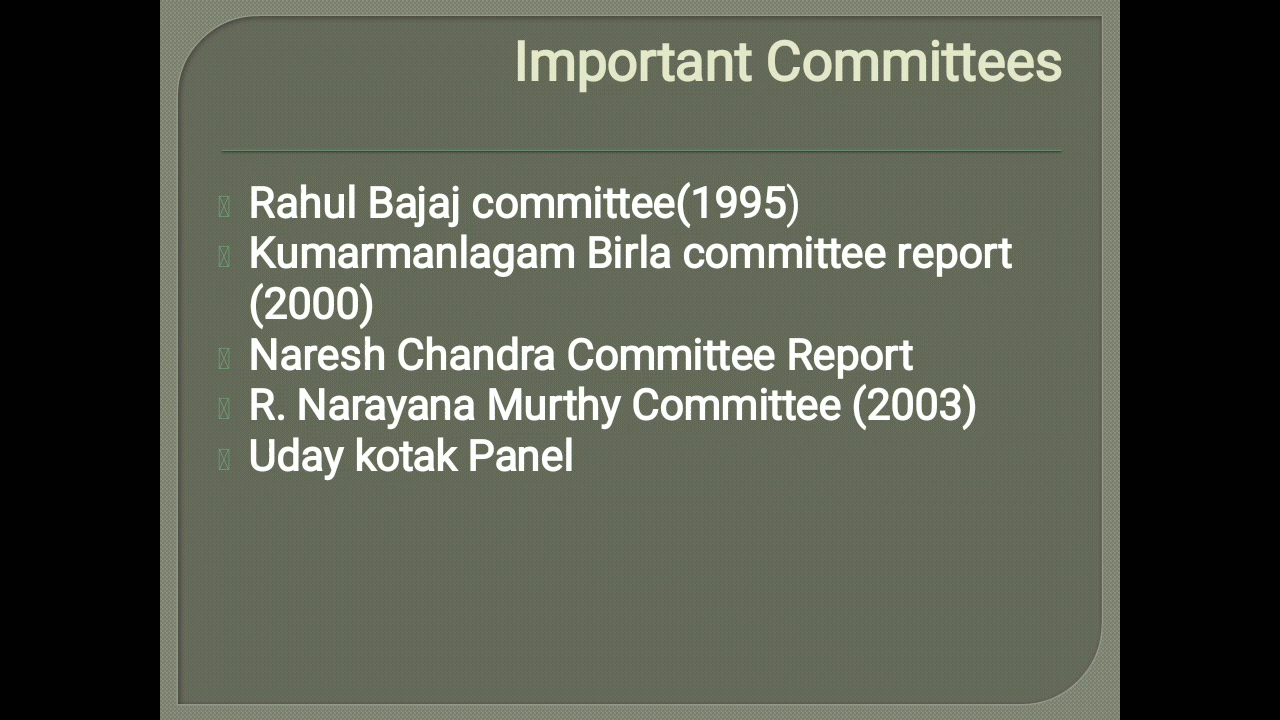 Important Committees
Rahul Bajaj committee(1995)
Kumarmanlagam Birla committee report
(2000)
Naresh Chandra Committee Report
R. Narayana Murthy Committee (2003)
Uday kotak Panel